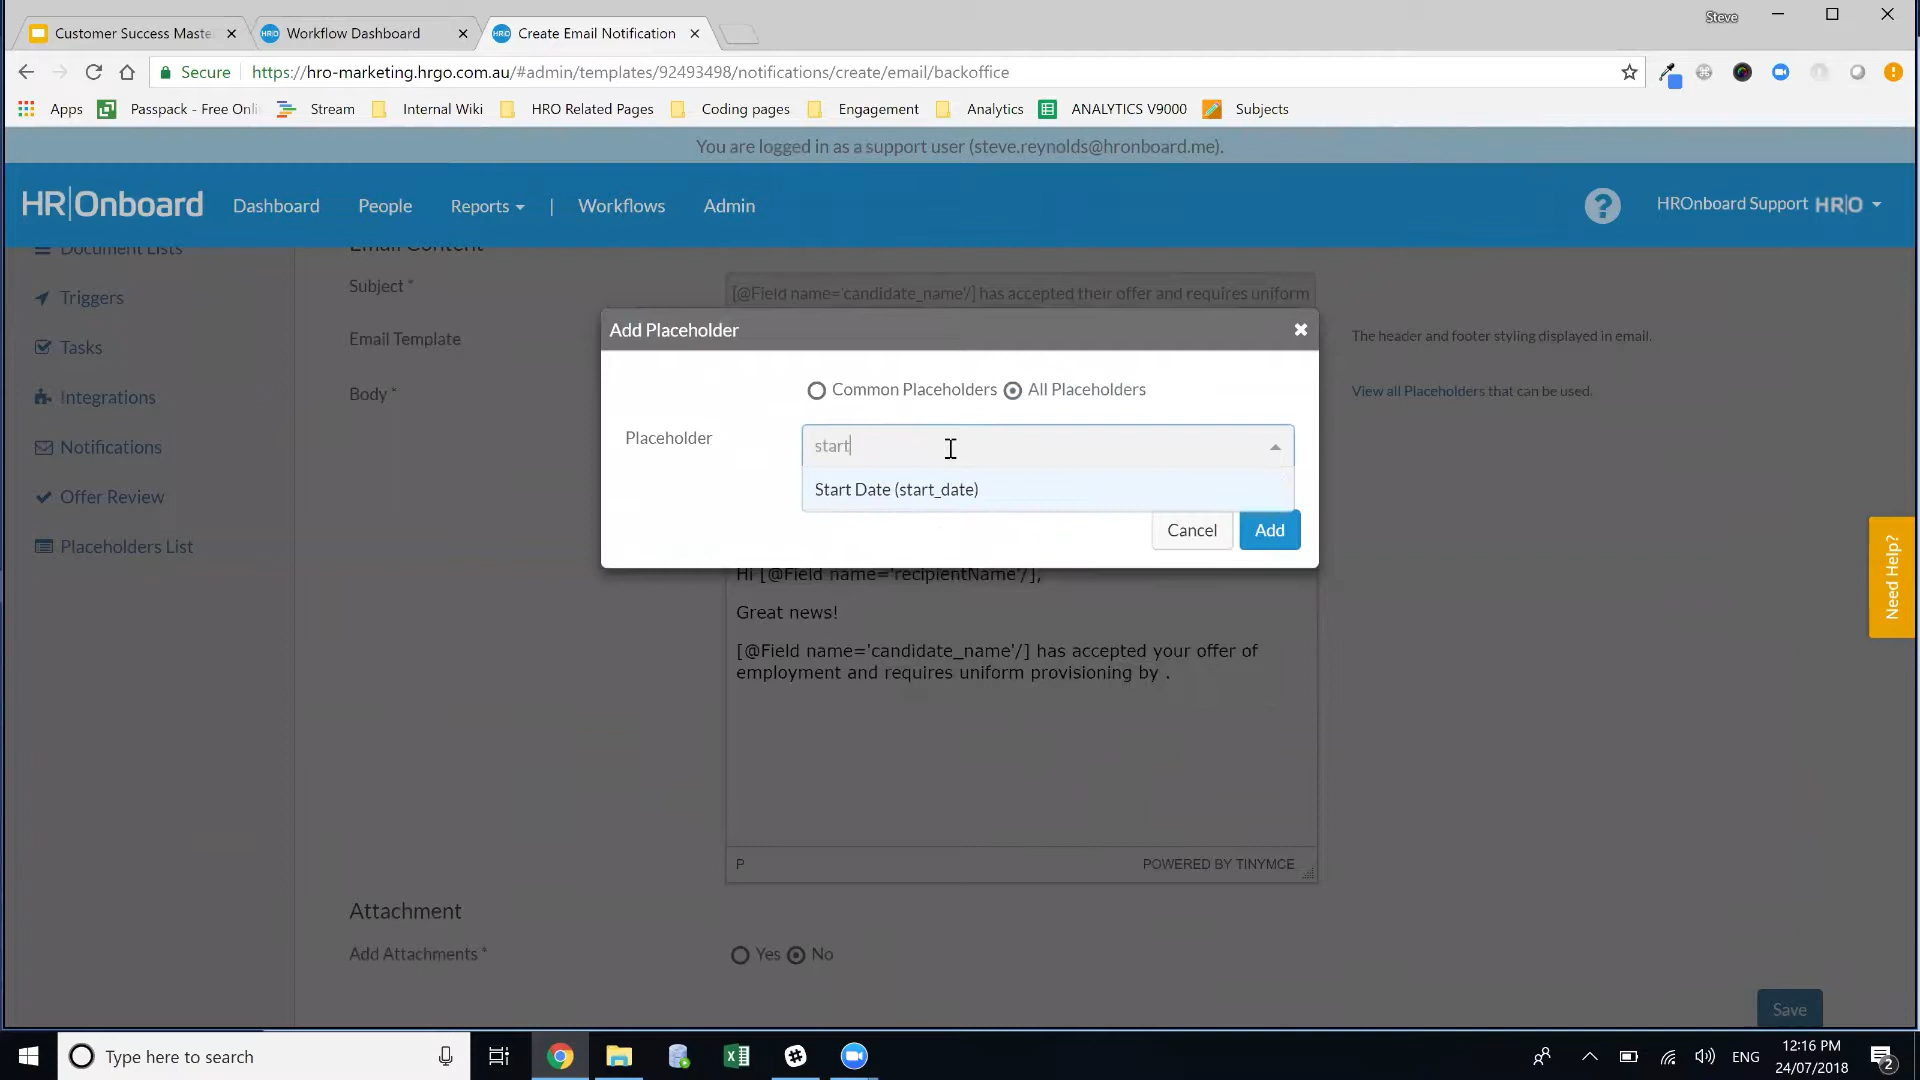 Steve
Customer Success Maste
Workflow Dashboard
HRO Create Email Notification
Secure https://hro-marketing.hrgo.com.au/#admin/templates/92493498/notifications/create/email/backoffice
Apps Passpack - Free Onli Stream Internal Wiki HRO Related Pages Coding pages Engagement Analytics ANALYTICS V9000 Subjects
You are logged in as a support user (steve.reynolds@hronboard.me).
HR|Onboard Dashboard People Reports | Workflows Admin ? HROnboard Support HR|O
Document Lists
Triggers
Tasks
Integrations
Notifications
Offer Review
Placeholders List
Email Content
Subject * [@Field name='candidate_name'/] has accepted their offer and requires uniform
Email Template The header and footer styling displayed in email.
Body * View all Placeholders that can be used.
Add Placeholder
Common Placeholders All Placeholders
Placeholder start
Start Date (start_date)
Cancel Add
Hi [@Field name='recipientName'/],
Great news!
[@Field name='candidate_name'/] has accepted your offer of
employment and requires uniform provisioning by .
P POWERED BY TINYMCE
Attachment
Add Attachments * Yes No
Save
Need Help?
Type here to search
ENG
12:16 PM
24/07/2018
2